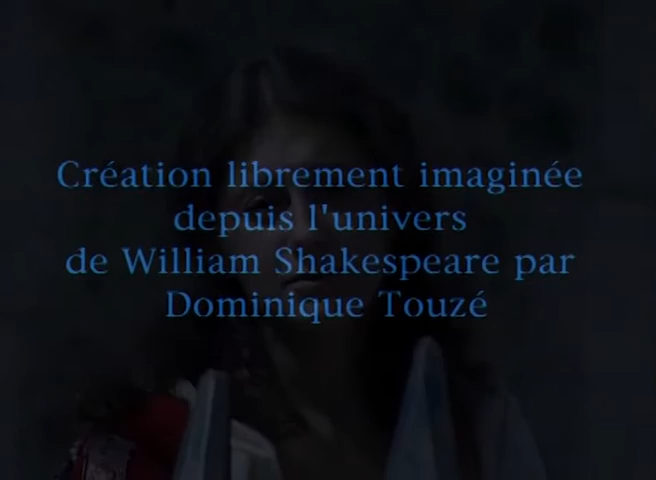 Création librement imaginée
depuis l'univers
de William Shakespeare par
Dominique Touzé